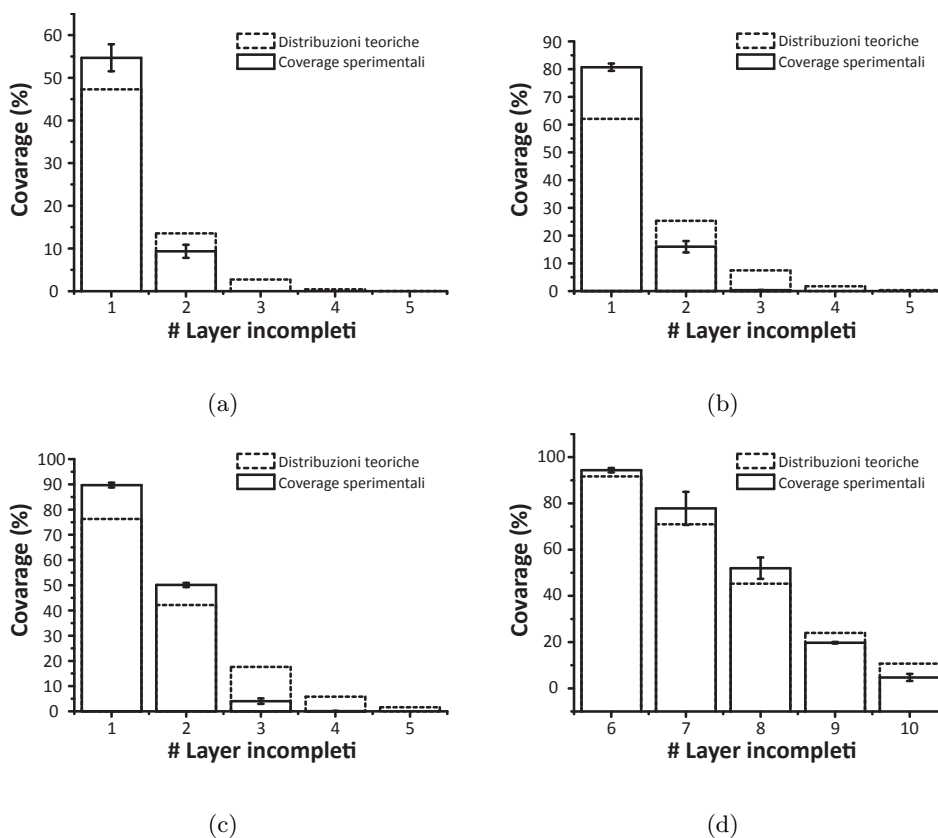 60
50
40
30
20
10
0
Covarage (%)
Distribuzioni teoriche
Coverage sperimentali
1 2 3 4 5
# Layer incompleti
(a)
90
80
70
60
50
40
30
20
10
0
Covarage (%)
Distribuzioni teoriche
Coverage sperimentali
1 2 3 4 5
# Layer incompleti
(b)
100
90
80
70
60
50
40
30
20
10
0
Covarage (%)
Distribuzioni teoriche
Coverage sperimentali
1 2 3 4 5
# Layer incompleti
(c)
100
80
60
40
20
0
Covarage (%)
Distribuzioni teoriche
Coverage sperimentali
6 7 8 9 10
# Layer incompleti
(d)